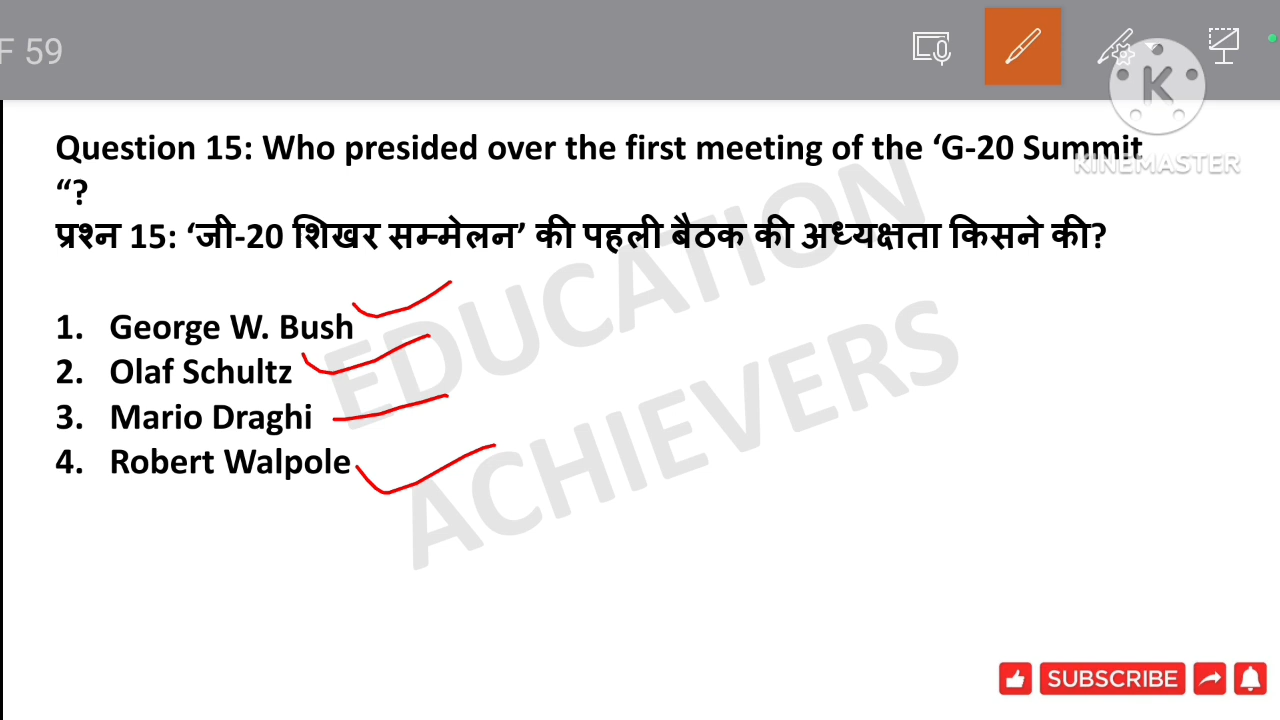 F 59
K
KINEMASTER
Question 15: Who presided over the first meeting of the ‘G-20 Summit
“?
प्रश्न 15: ‘जी-20 शिखर सम्मेलन’ की पहली बैठक की अध्यक्षता किसने की?
1. George W. Bush
2. Olaf Schultz
3. Mario Draghi
4. Robert Walpole
EDUCATION
ACHIEVERS
SUBSCRIBE